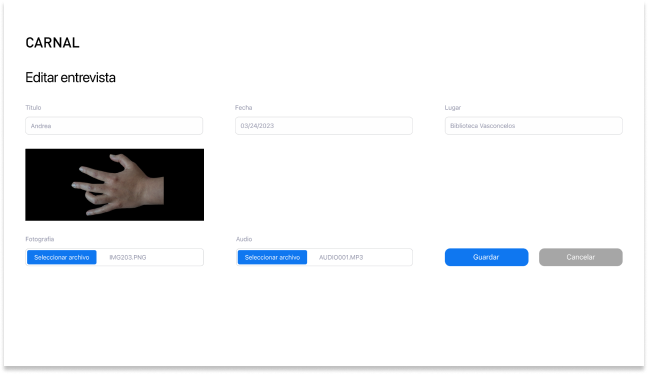 CARNAL
Editar entrevista
Título Fecha Lugar
Andrea 03/24/2023 Biblioteca Vasconcelos
Fotografía Audio
Seleccionar archivo IMG203.PNG Seleccionar archivo AUDIO001.MP3 Guardar Cancelar